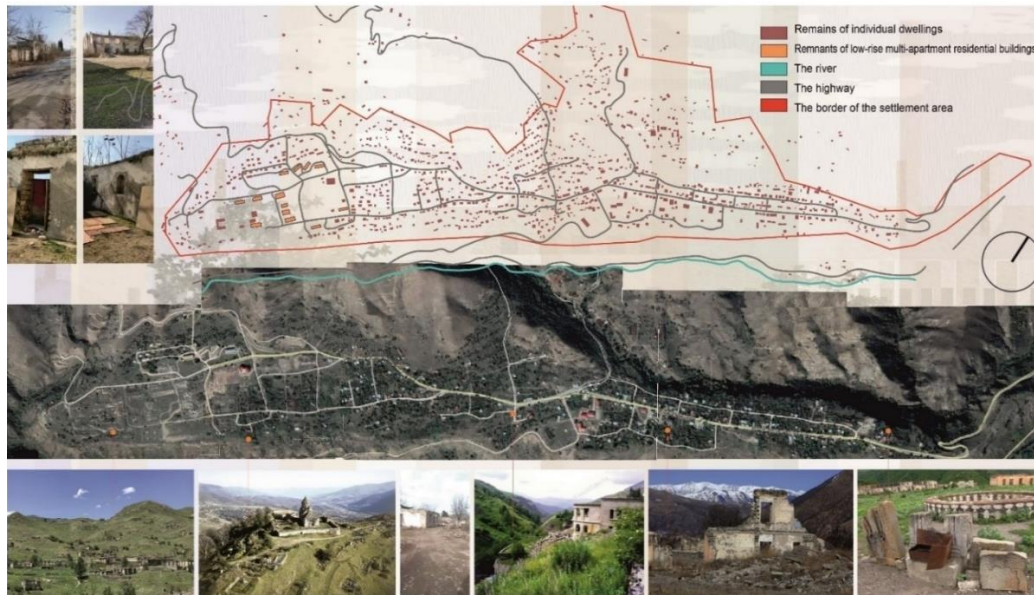 Remains of individual dwellings
Remnants of low-rise multi-apartment residential buildings
The river
The highway
The border of the settlement area